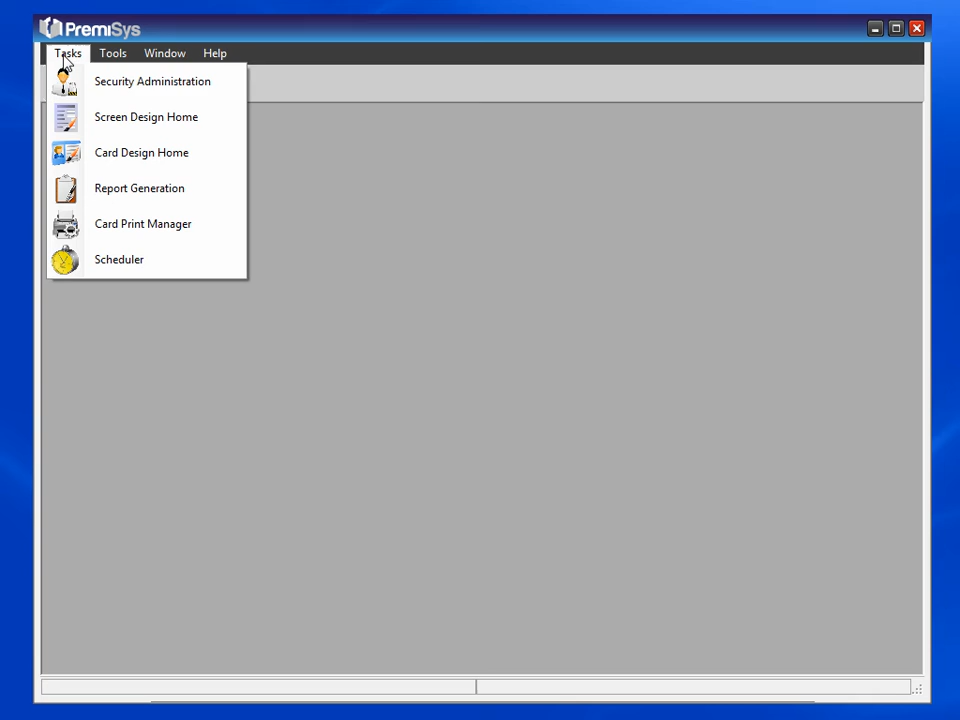 PremiSys
Tasks Tools Window Help
Security Administration
Screen Design Home
Card Design Home
Report Generation
Card Print Manager
Scheduler